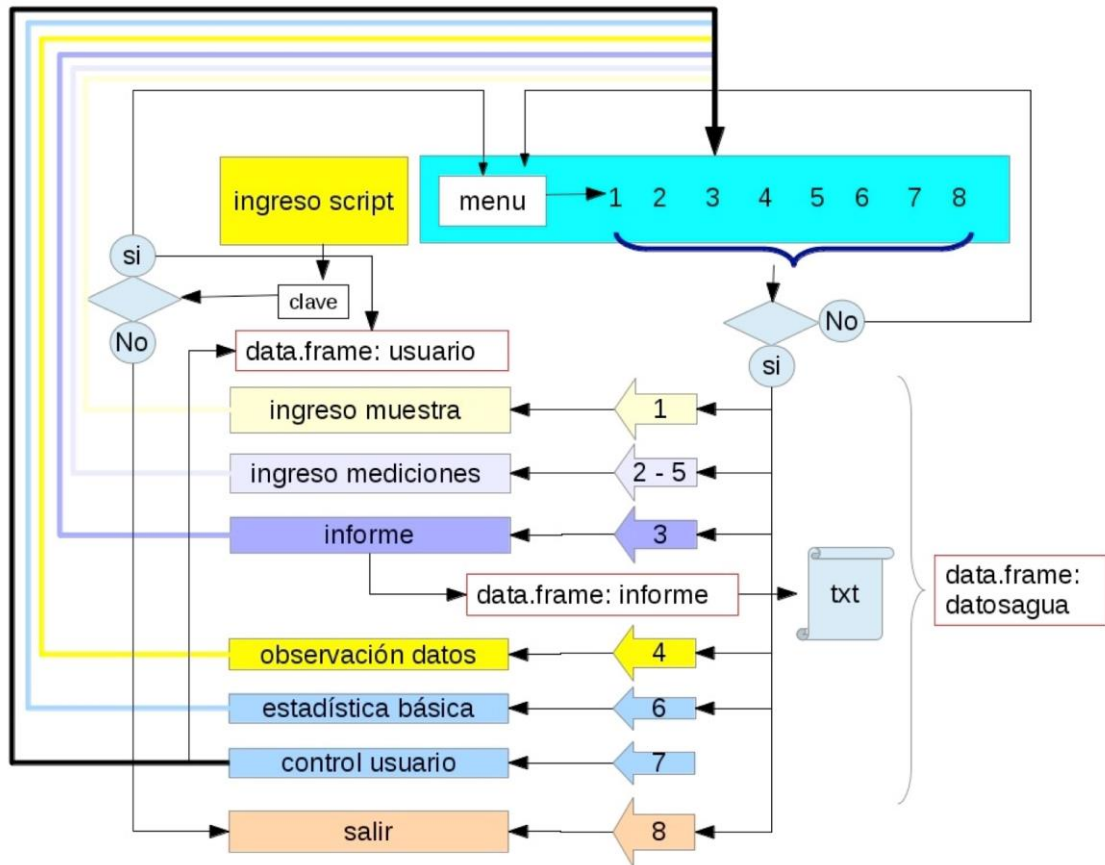 ingreso script
menu
1 2 3 4 5 6 7 8
si
clave
No
No
data.frame: usuario
si
ingreso muestra
1
ingreso mediciones
2 - 5
informe
3
data.frame: informe
txt
data.frame:
datosagua
observación datos
4
estadística básica
6
control usuario
7
salir
8